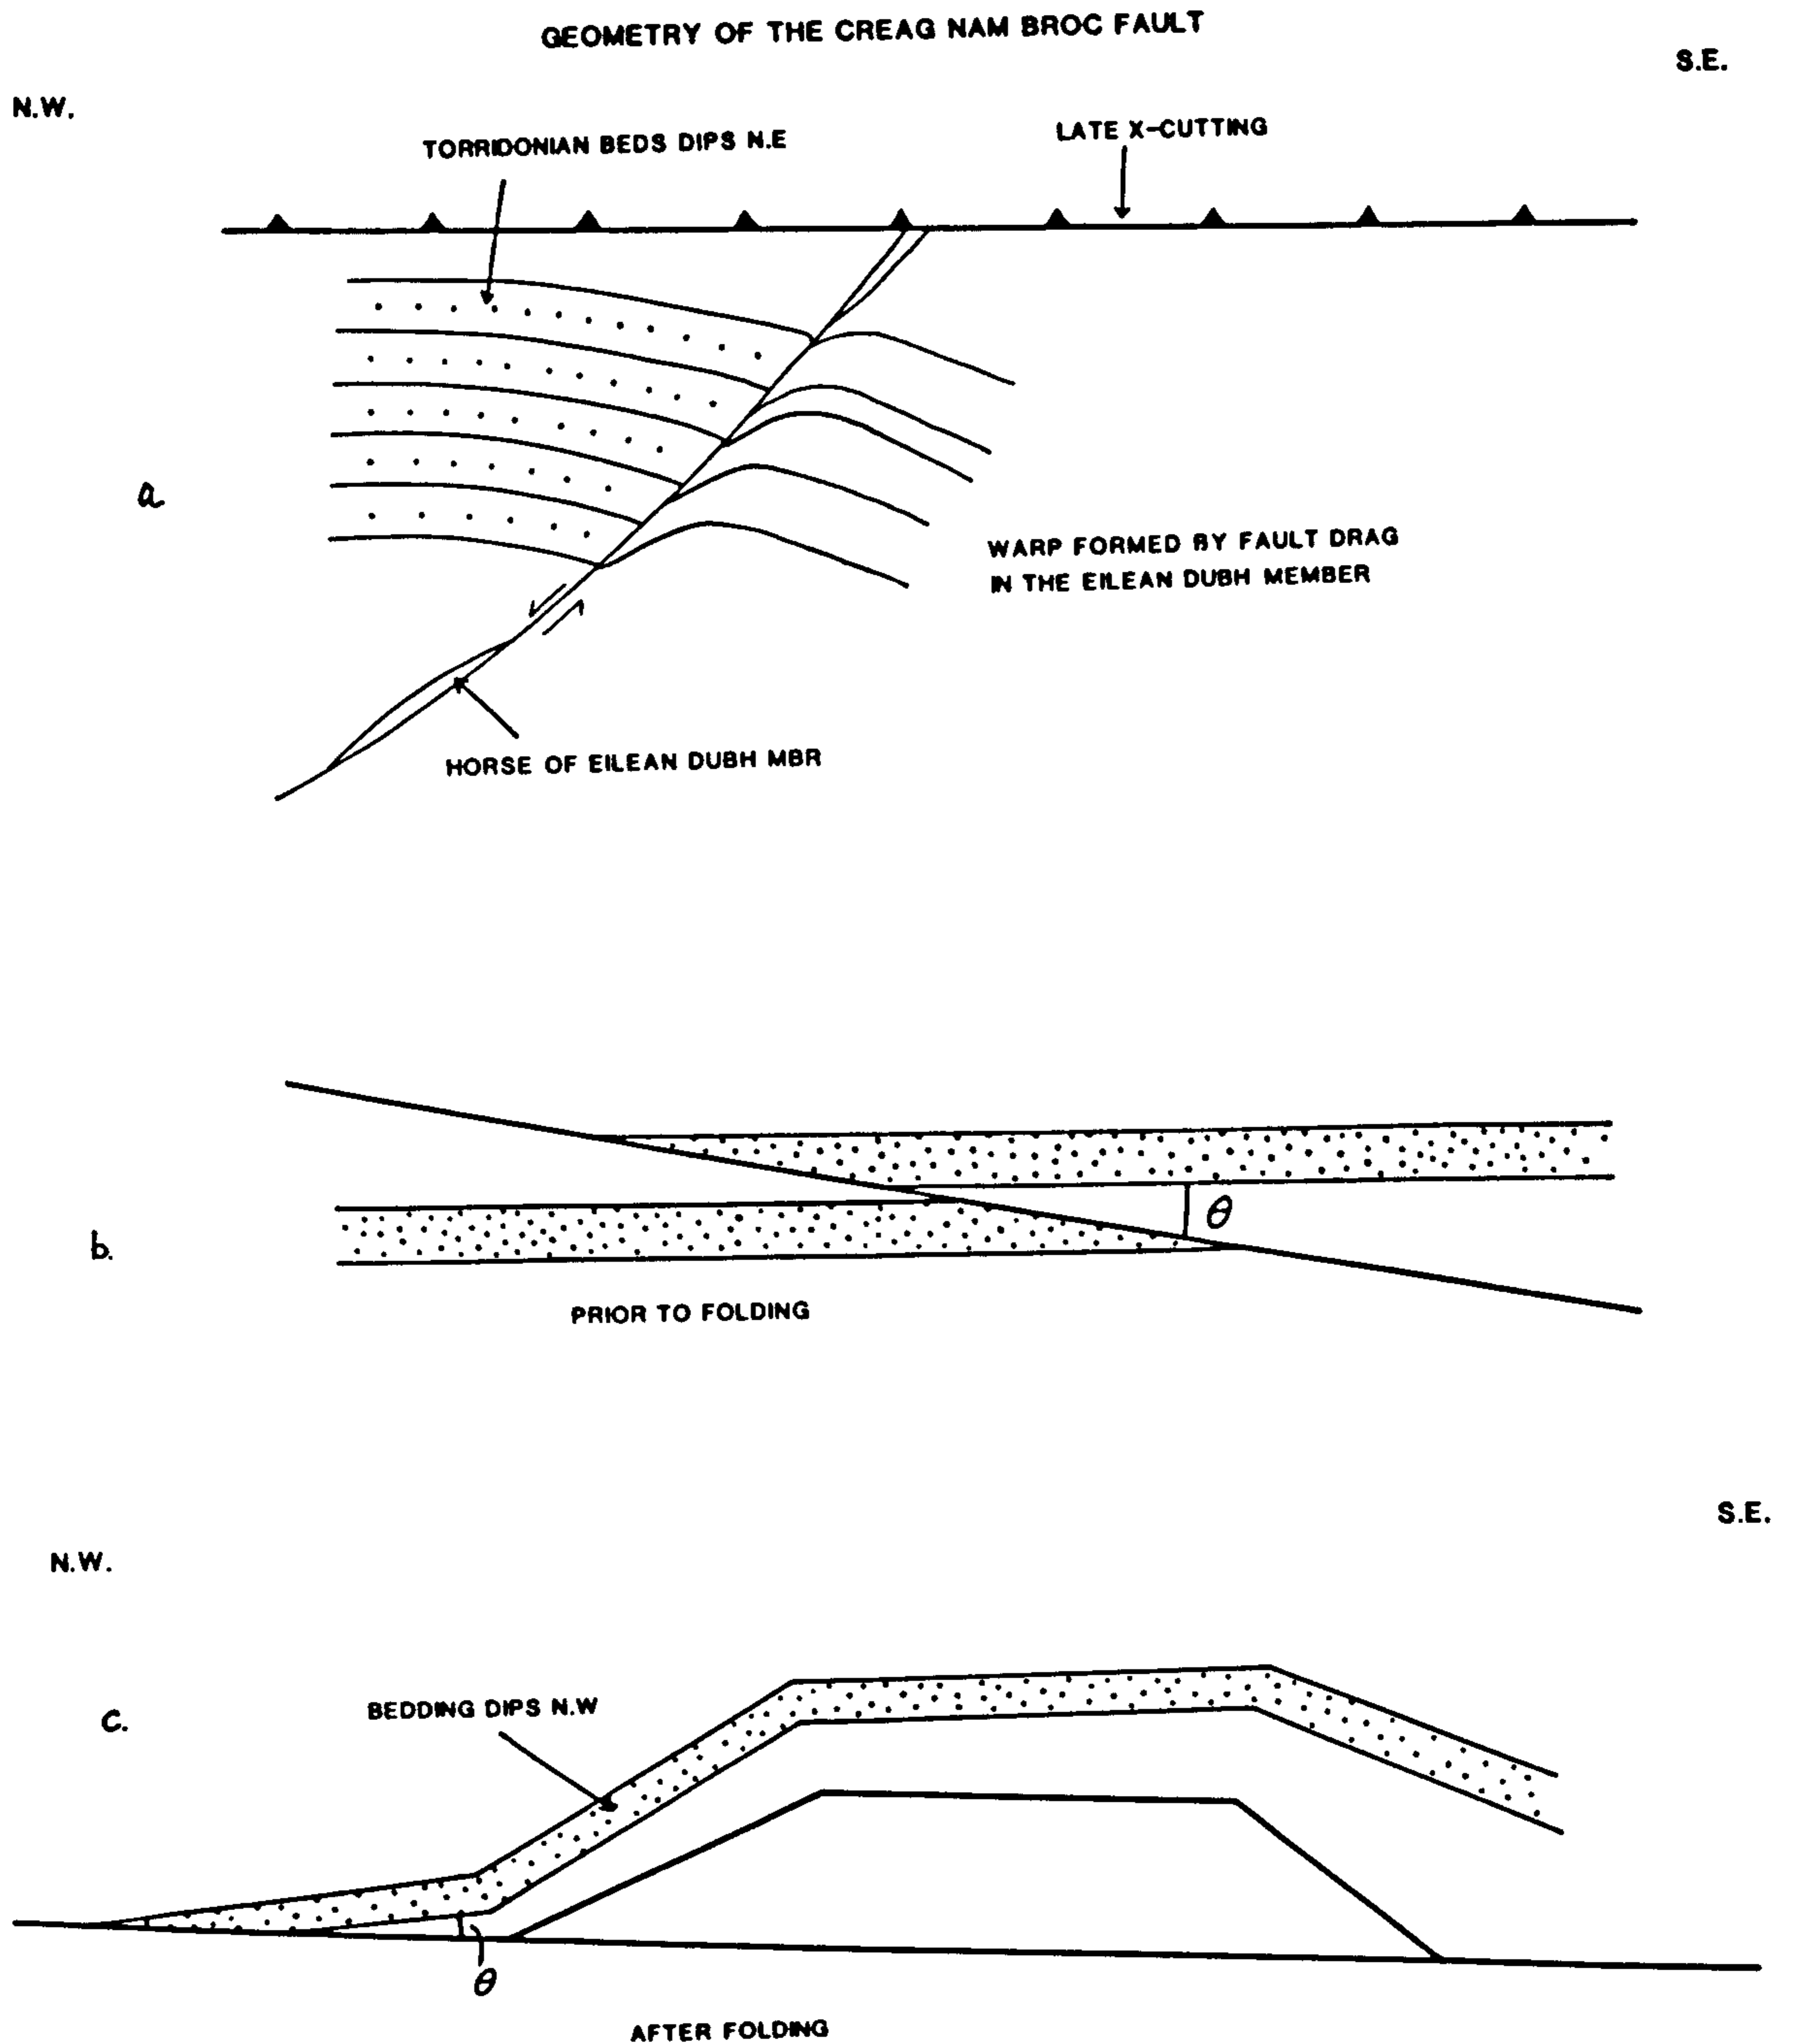 GEOMETRY OF THE CREAG NAM BROC FAULT
S.E.
N.W.
TORRIDONIAN BEDS DIPS N.E
LATE X-CUTTING
a
WARP FORMED BY FAULT DRAG
IN THE EILEAN DUBH MEMBER
HORSE OF EILEAN DUBH MBR
θ
b.
PRIOR TO FOLDING
S.E.
N.W.
BEDDING DIPS N.W
c.
θ
AFTER FOLDING